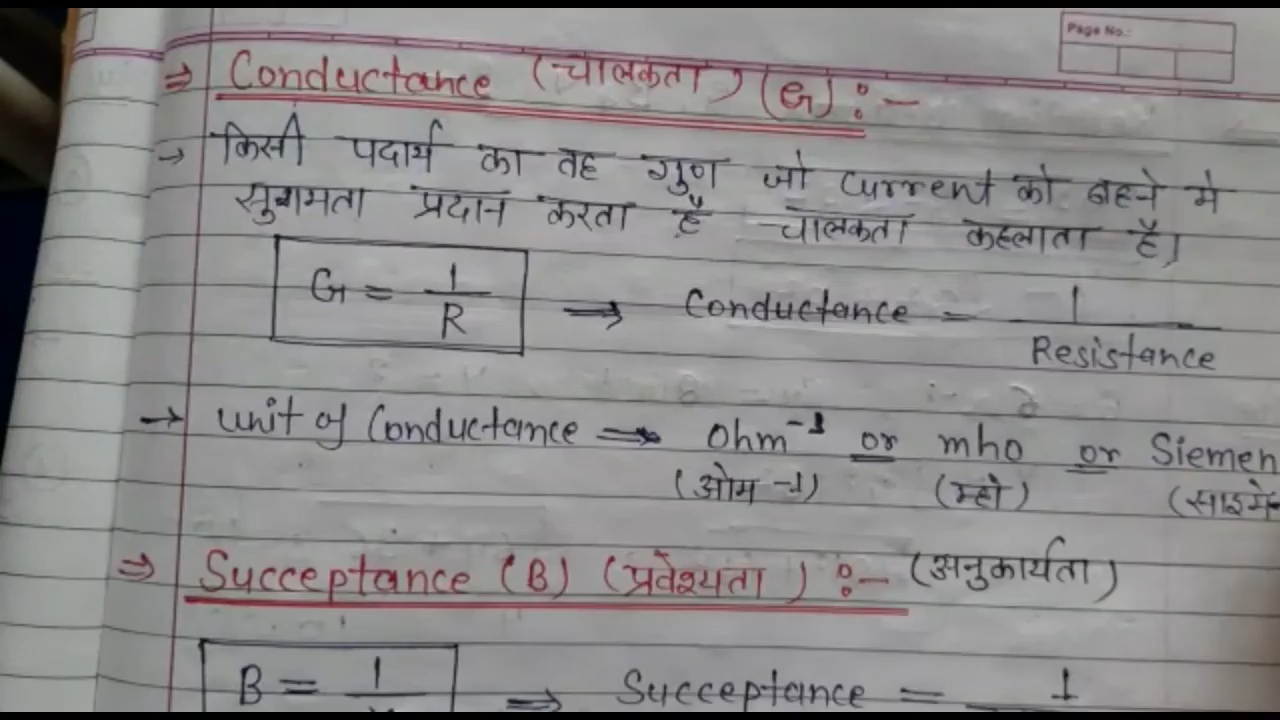 Page No.:
⇒ Conductance (चालकता) (G) :-
→ किसी पदार्थ का वह गुण जो current को बहने मे
सुगमता प्रदान करता है चालकता कहलाता है।
G = 1/R → Conductance = 1/Resistance
→ unit of Conductance → Ohm⁻¹ or mho or Siemen
(ओम -1) (म्हो) (साइमे
⇒ Succeptance (B) (प्रवेश्यता) :- (अनुकार्यता)
B = 1 ⇒ Succeptance = 1